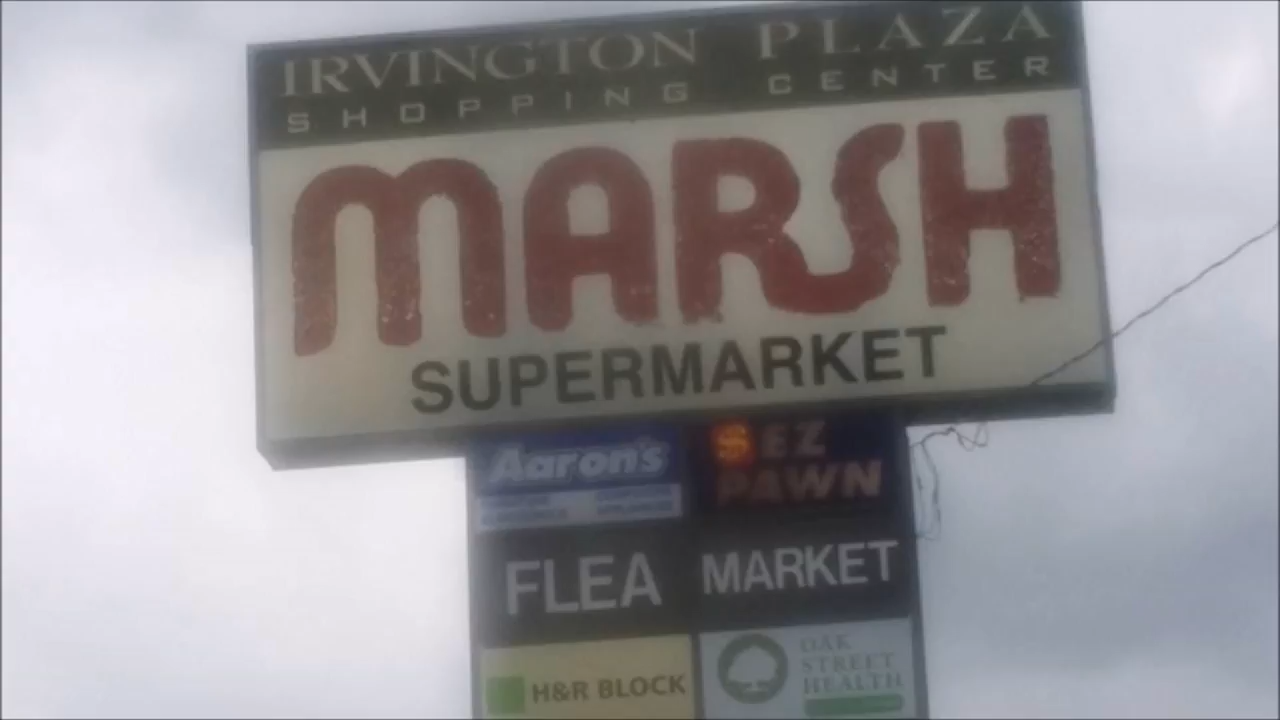 IRVINGTON PLAZA
SHOPPING CENTER
MARSH
SUPERMARKET
Aaron's
$ EZ
PAWN
FLEA MARKET
H&R BLOCK
OAK
STREET
HEALTH